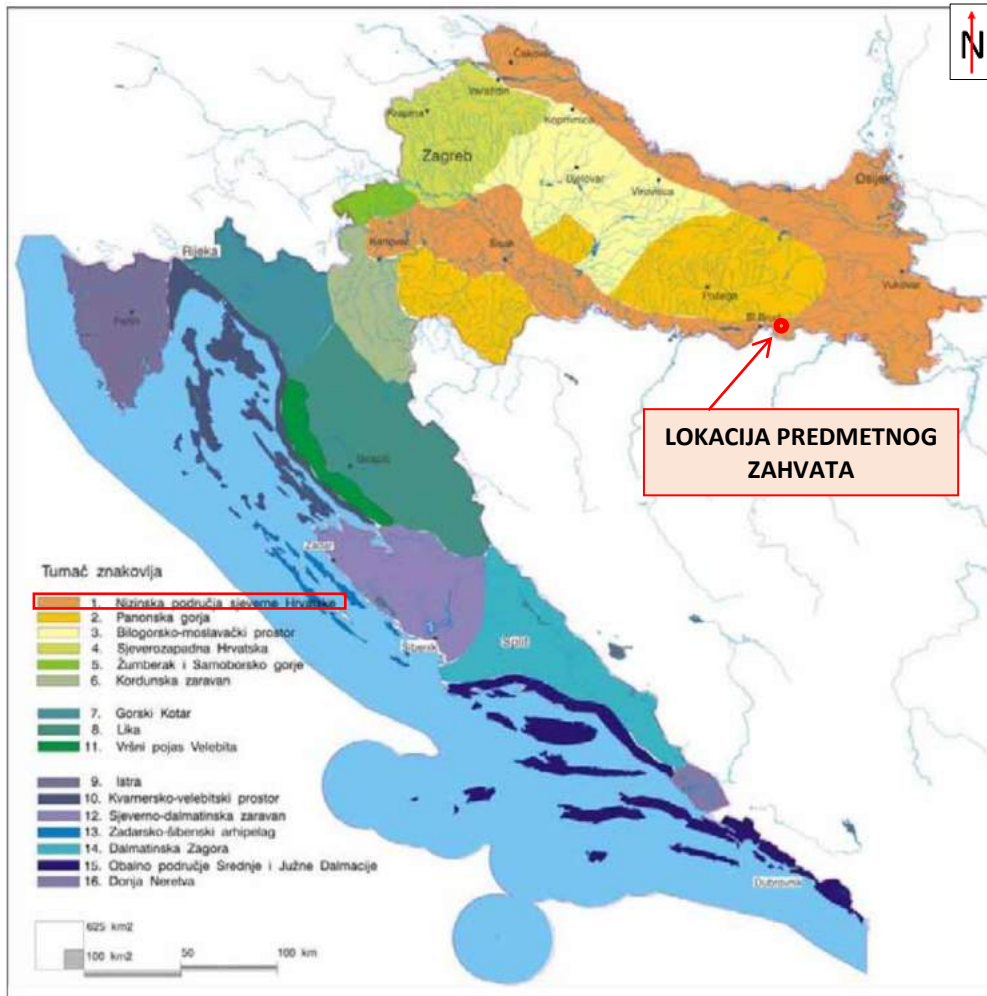 N
Čakovec
Varaždin
Krapina
Koprivnica
Zagreb
Bjelovar
Virovitica
Osijek
Rijeka
Karlovac
Sisak
Vukovar
Požega
Sl.Brod
Pazin
LOKACIJA PREDMETNOG
ZAHVATA
Gospić
Zadar
Šibenik
Split
Dubrovnik
Tumač znakovlja
1. Nizinska područja sjeverne Hrvatske
2. Panonska gorja
3. Bilogorsko-moslavački prostor
4. Sjeverozapadna Hrvatska
5. Žumberak i Samoborsko gorje
6. Kordunska zaravan
7. Gorski Kotar
8. Lika
11. Vršni pojas Velebita
9. Istra
10. Kvarnersko-velebitski prostor
12. Sjeverno-dalmatinska zaravan
13. Zadarsko-šibenski arhipelag
14. Dalmatinska Zagora
15. Obalno područje Srednje i Južne Dalmacije
16. Donja Neretva
625 km2
100 km2
50
100 km